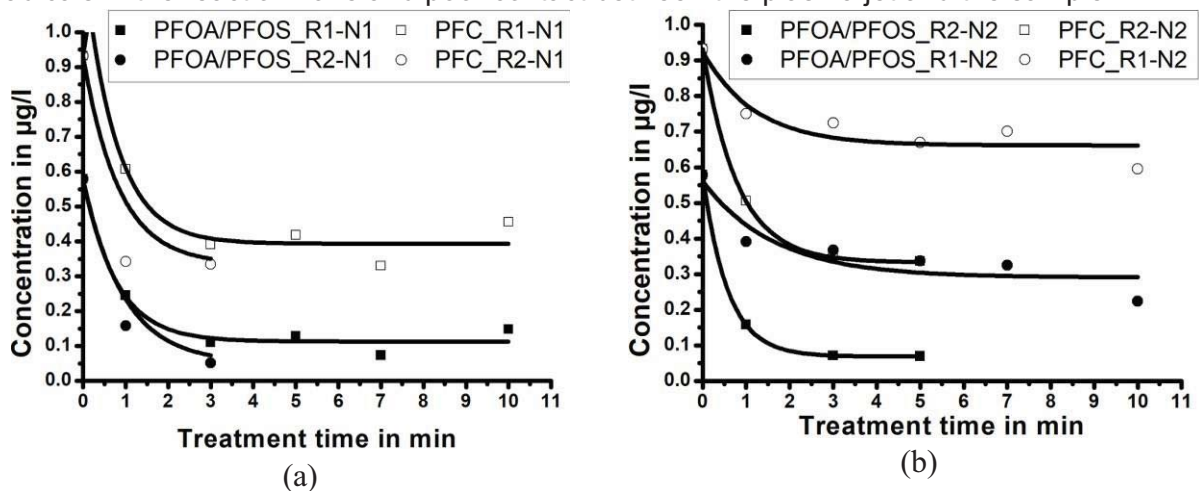 PFOA/PFOS_R1-N1 PFC_R1-N1
PFOA/PFOS_R2-N1 PFC_R2-N1
Concentration in µg/l
1.0
0.9
0.8
0.7
0.6
0.5
0.4
0.3
0.2
0.1
0.0
0 1 2 3 4 5 6 7 8 9 10 11
Treatment time in min
(a)
PFOA/PFOS_R2-N2 PFC_R2-N2
PFOA/PFOS_R1-N2 PFC_R1-N2
Concentration in µg/l
1.0
0.9
0.8
0.7
0.6
0.5
0.4
0.3
0.2
0.1
0.0
0 1 2 3 4 5 6 7 8 9 10 11
Treatment time in min
(b)